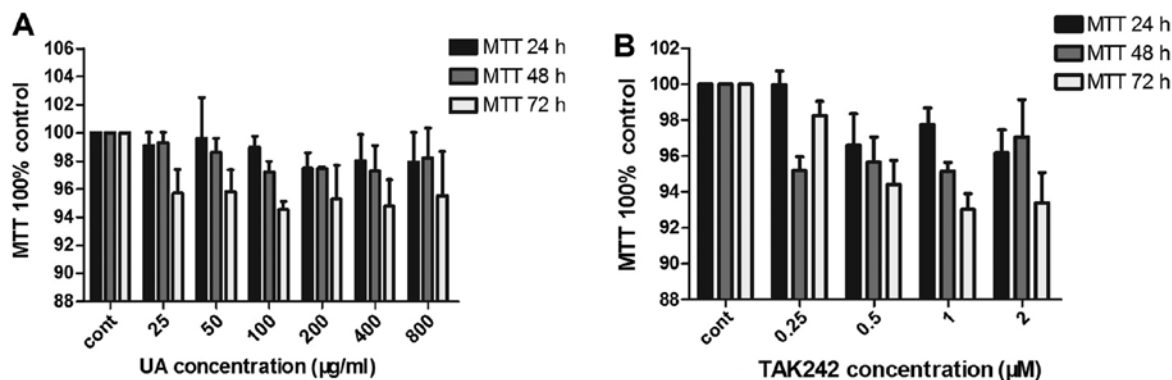 A
MTT 100% control
106
104
102
100
98
96
94
92
90
88
cont
25
50
100
200
400
800
UA concentration (µg/ml)
MTT 24 h
MTT 48 h
MTT 72 h
B
MTT 100% control
102
100
98
96
94
92
90
88
cont
0.25
0.5
1
2
TAK242 concentration (µM)
MTT 24 h
MTT 48 h
MTT 72 h